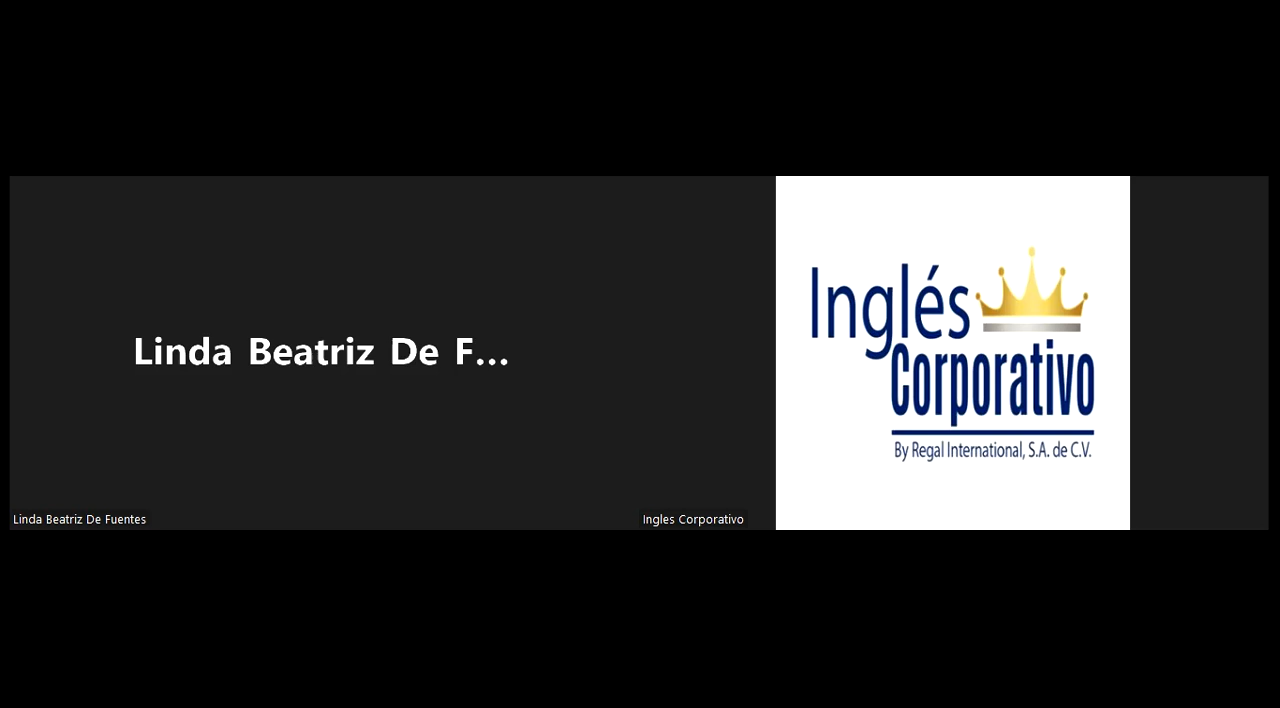 Linda Beatriz De F...
Linda Beatriz De Fuentes
Ingles Corporativo
Inglés
Corporativo
By Regal International, S.A. de C.V.